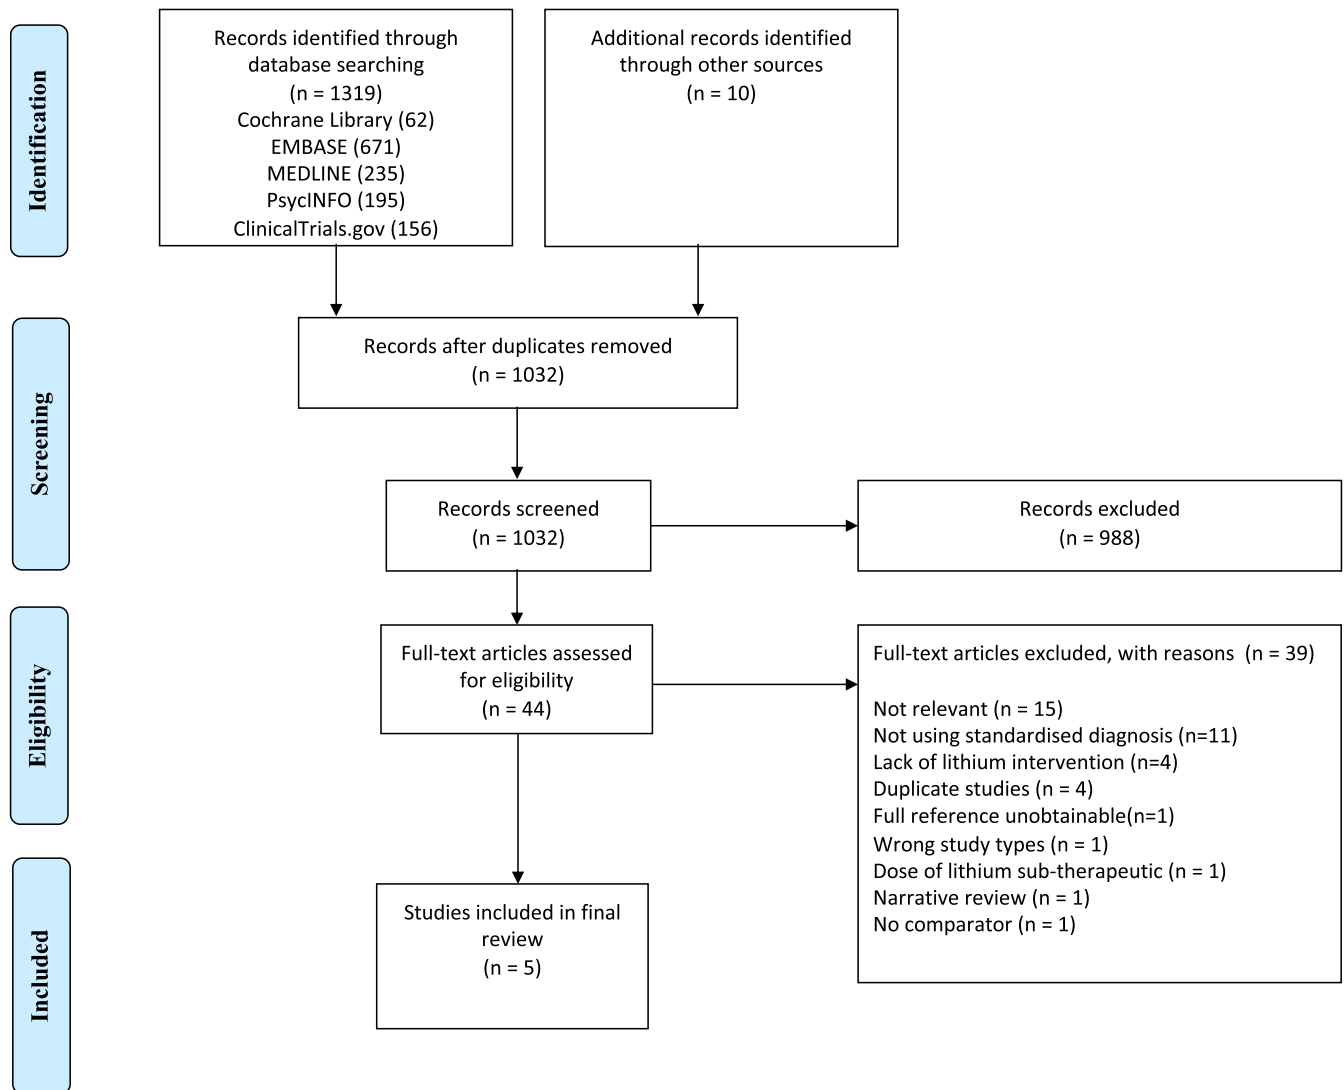 Identification
Records identified through
database searching
(n = 1319)
Cochrane Library (62)
EMBASE (671)
MEDLINE (235)
PsycINFO (195)
ClinicalTrials.gov (156)
Additional records identified
through other sources
(n = 10)
Screening
Records after duplicates removed
(n = 1032)
Records screened
(n = 1032)
Records excluded
(n = 988)
Eligibility
Full-text articles assessed
for eligibility
(n = 44)
Full-text articles excluded, with reasons (n = 39)
Not relevant (n = 15)
Not using standardised diagnosis (n=11)
Lack of lithium intervention (n=4)
Duplicate studies (n = 4)
Full reference unobtainable(n=1)
Wrong study types (n = 1)
Dose of lithium sub-therapeutic (n = 1)
Narrative review (n = 1)
No comparator (n = 1)
Included
Studies included in final
review
(n = 5)